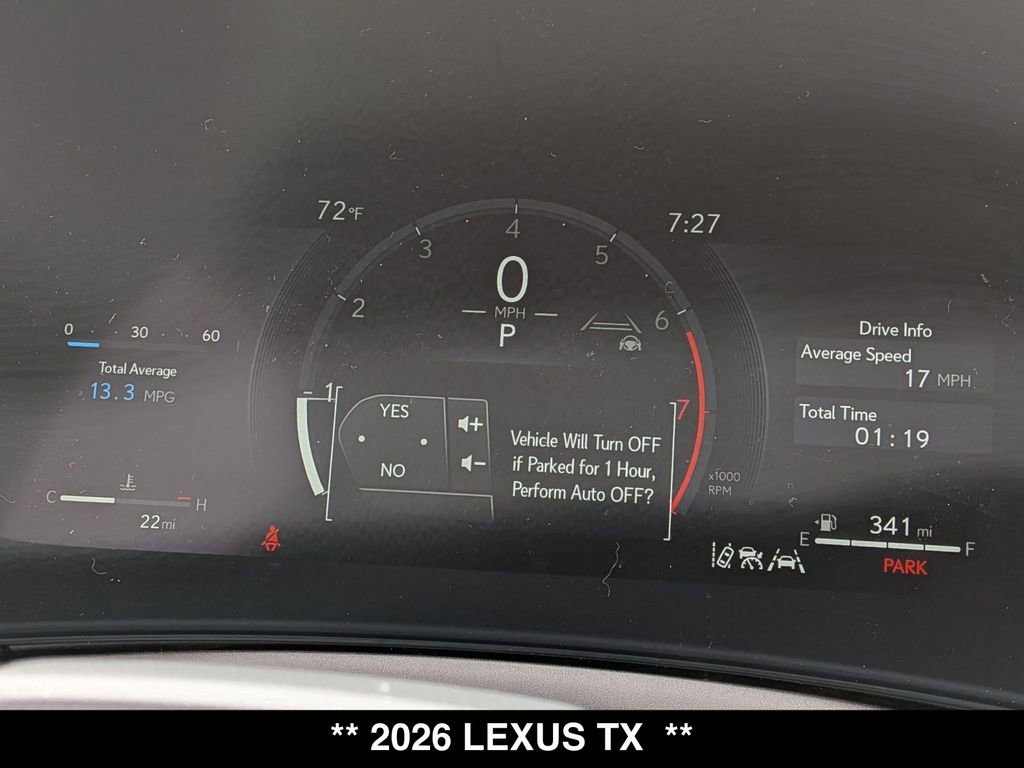 72°F
7:27
0
MPH
P
1
2
3
4
5
6
7
x1000
RPM
0 30 60
Total Average
13.3 MPG
C H
22 mi
YES
NO
+
-
Vehicle Will Turn OFF
if Parked for 1 Hour,
Perform Auto OFF?
Drive Info
Average Speed
17 MPH
Total Time
01:19
341 mi
E F
PARK
** 2026 LEXUS TX **